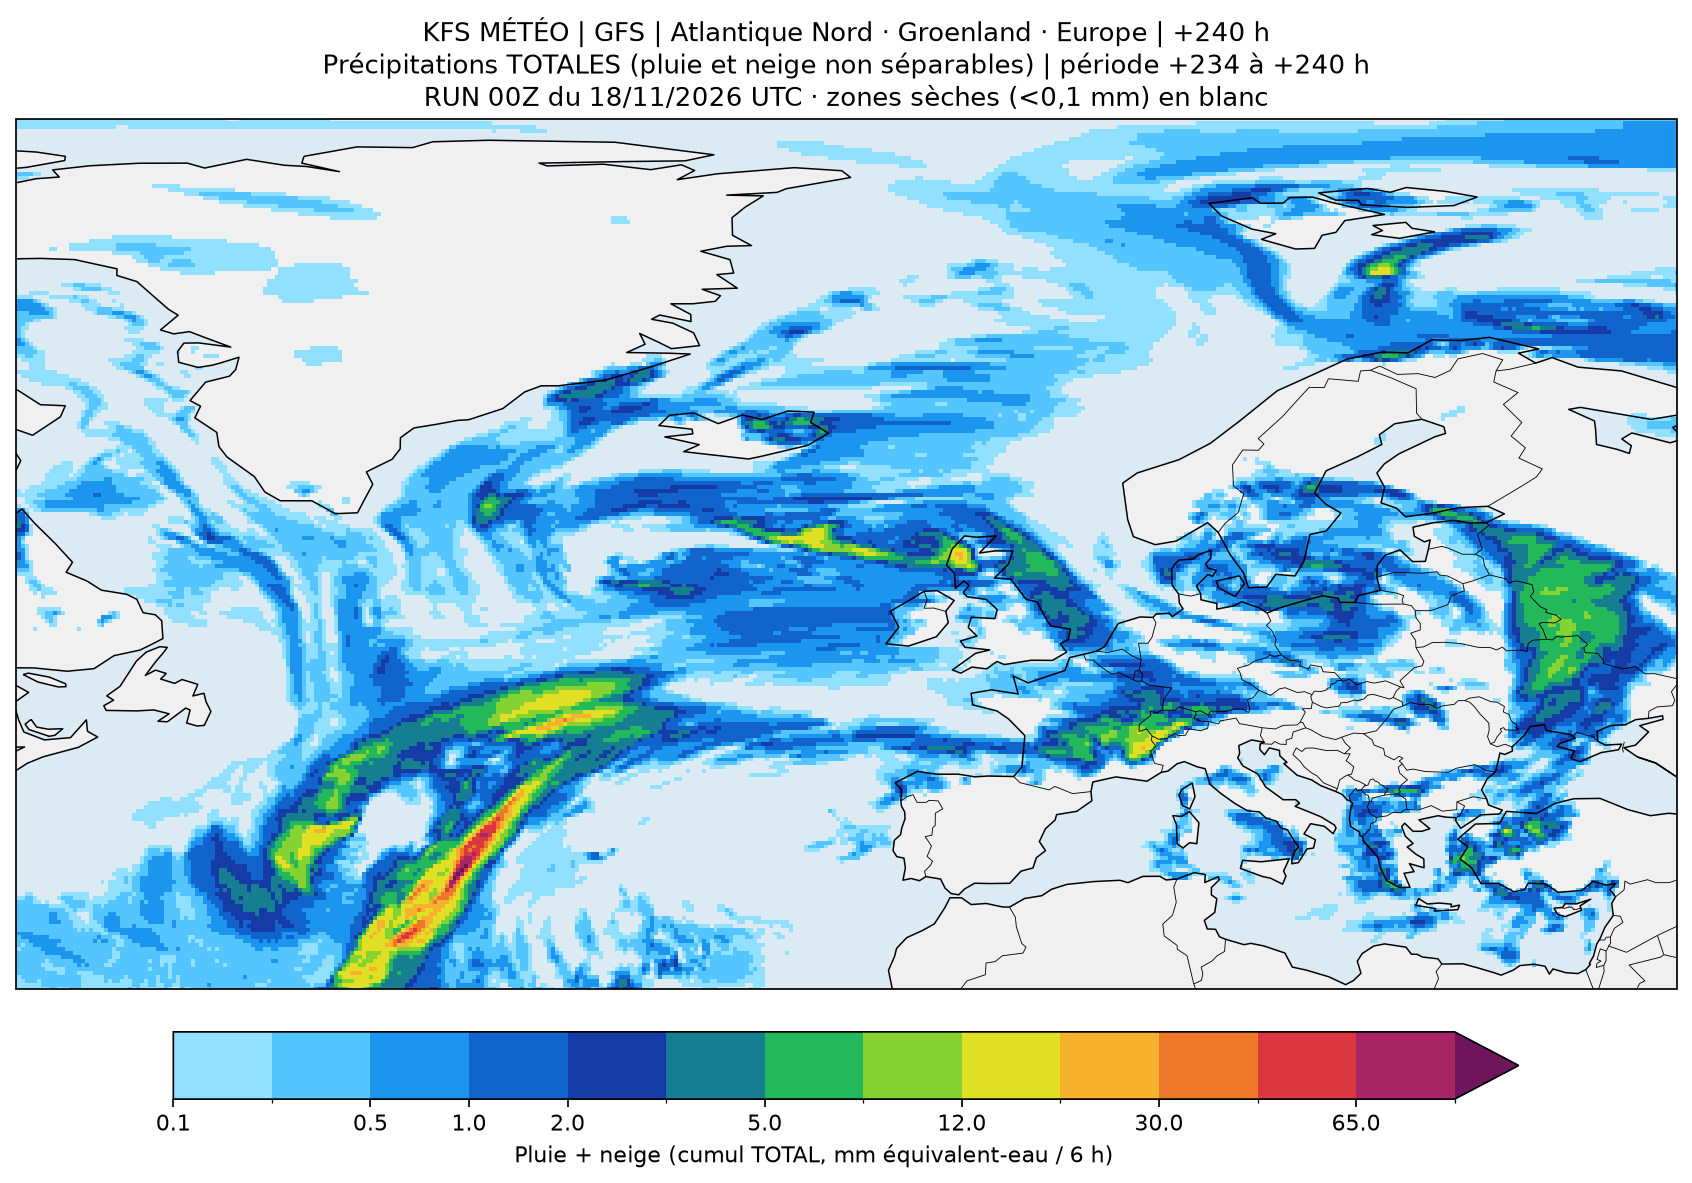 KFS MÉTÉO | GFS | Atlantique Nord · Groenland · Europe | +240 h
Précipitations TOTALES (pluie et neige non séparables) | période +234 à +240 h
RUN 00Z du 18/11/2026 UTC · zones sèches (<0,1 mm) en blanc
0.1 0.5 1.0 2.0 5.0 12.0 30.0 65.0
Pluie + neige (cumul TOTAL, mm équivalent-eau / 6 h)